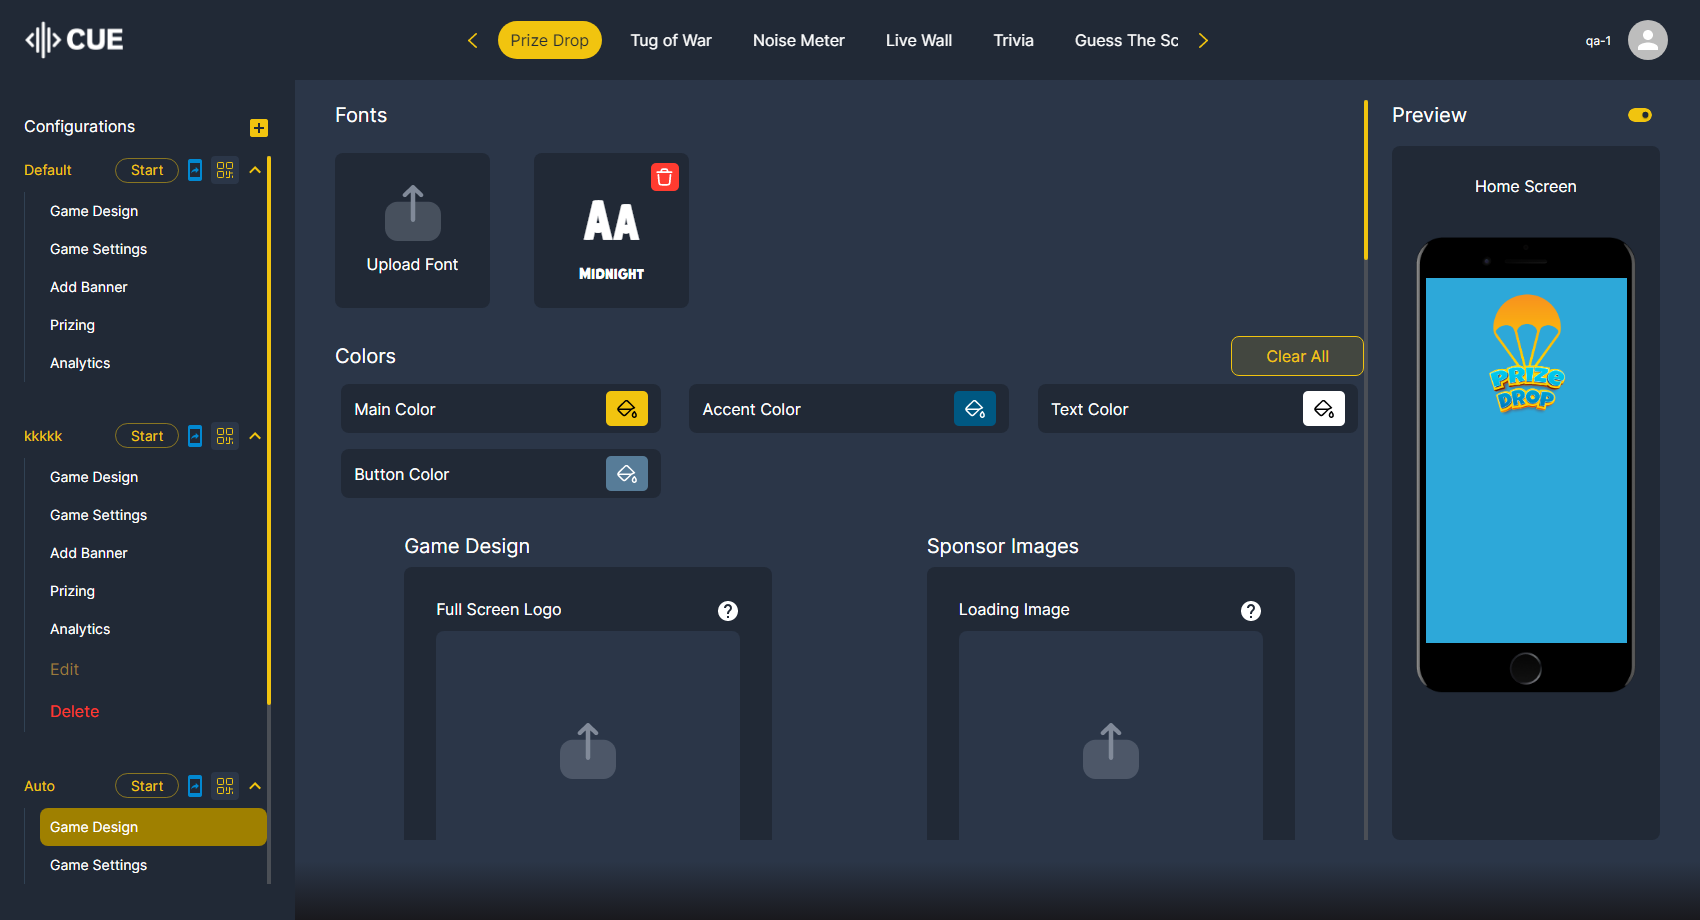 CUE
Prize Drop
Tug of War
Noise Meter
Live Wall
Trivia
Guess The Sc
qa-1
Configurations
Default
Start
Game Design
Game Settings
Add Banner
Prizing
Analytics
kkkkk
Start
Game Design
Game Settings
Add Banner
Prizing
Analytics
Edit
Delete
Auto
Start
Game Design
Game Settings
Fonts
Upload Font
AA
MIDNIGHT
Colors
Clear All
Main Color
Accent Color
Text Color
Button Color
Game Design
Full Screen Logo
?
Sponsor Images
Loading Image
?
Preview
Home Screen
PRIZE
DROP